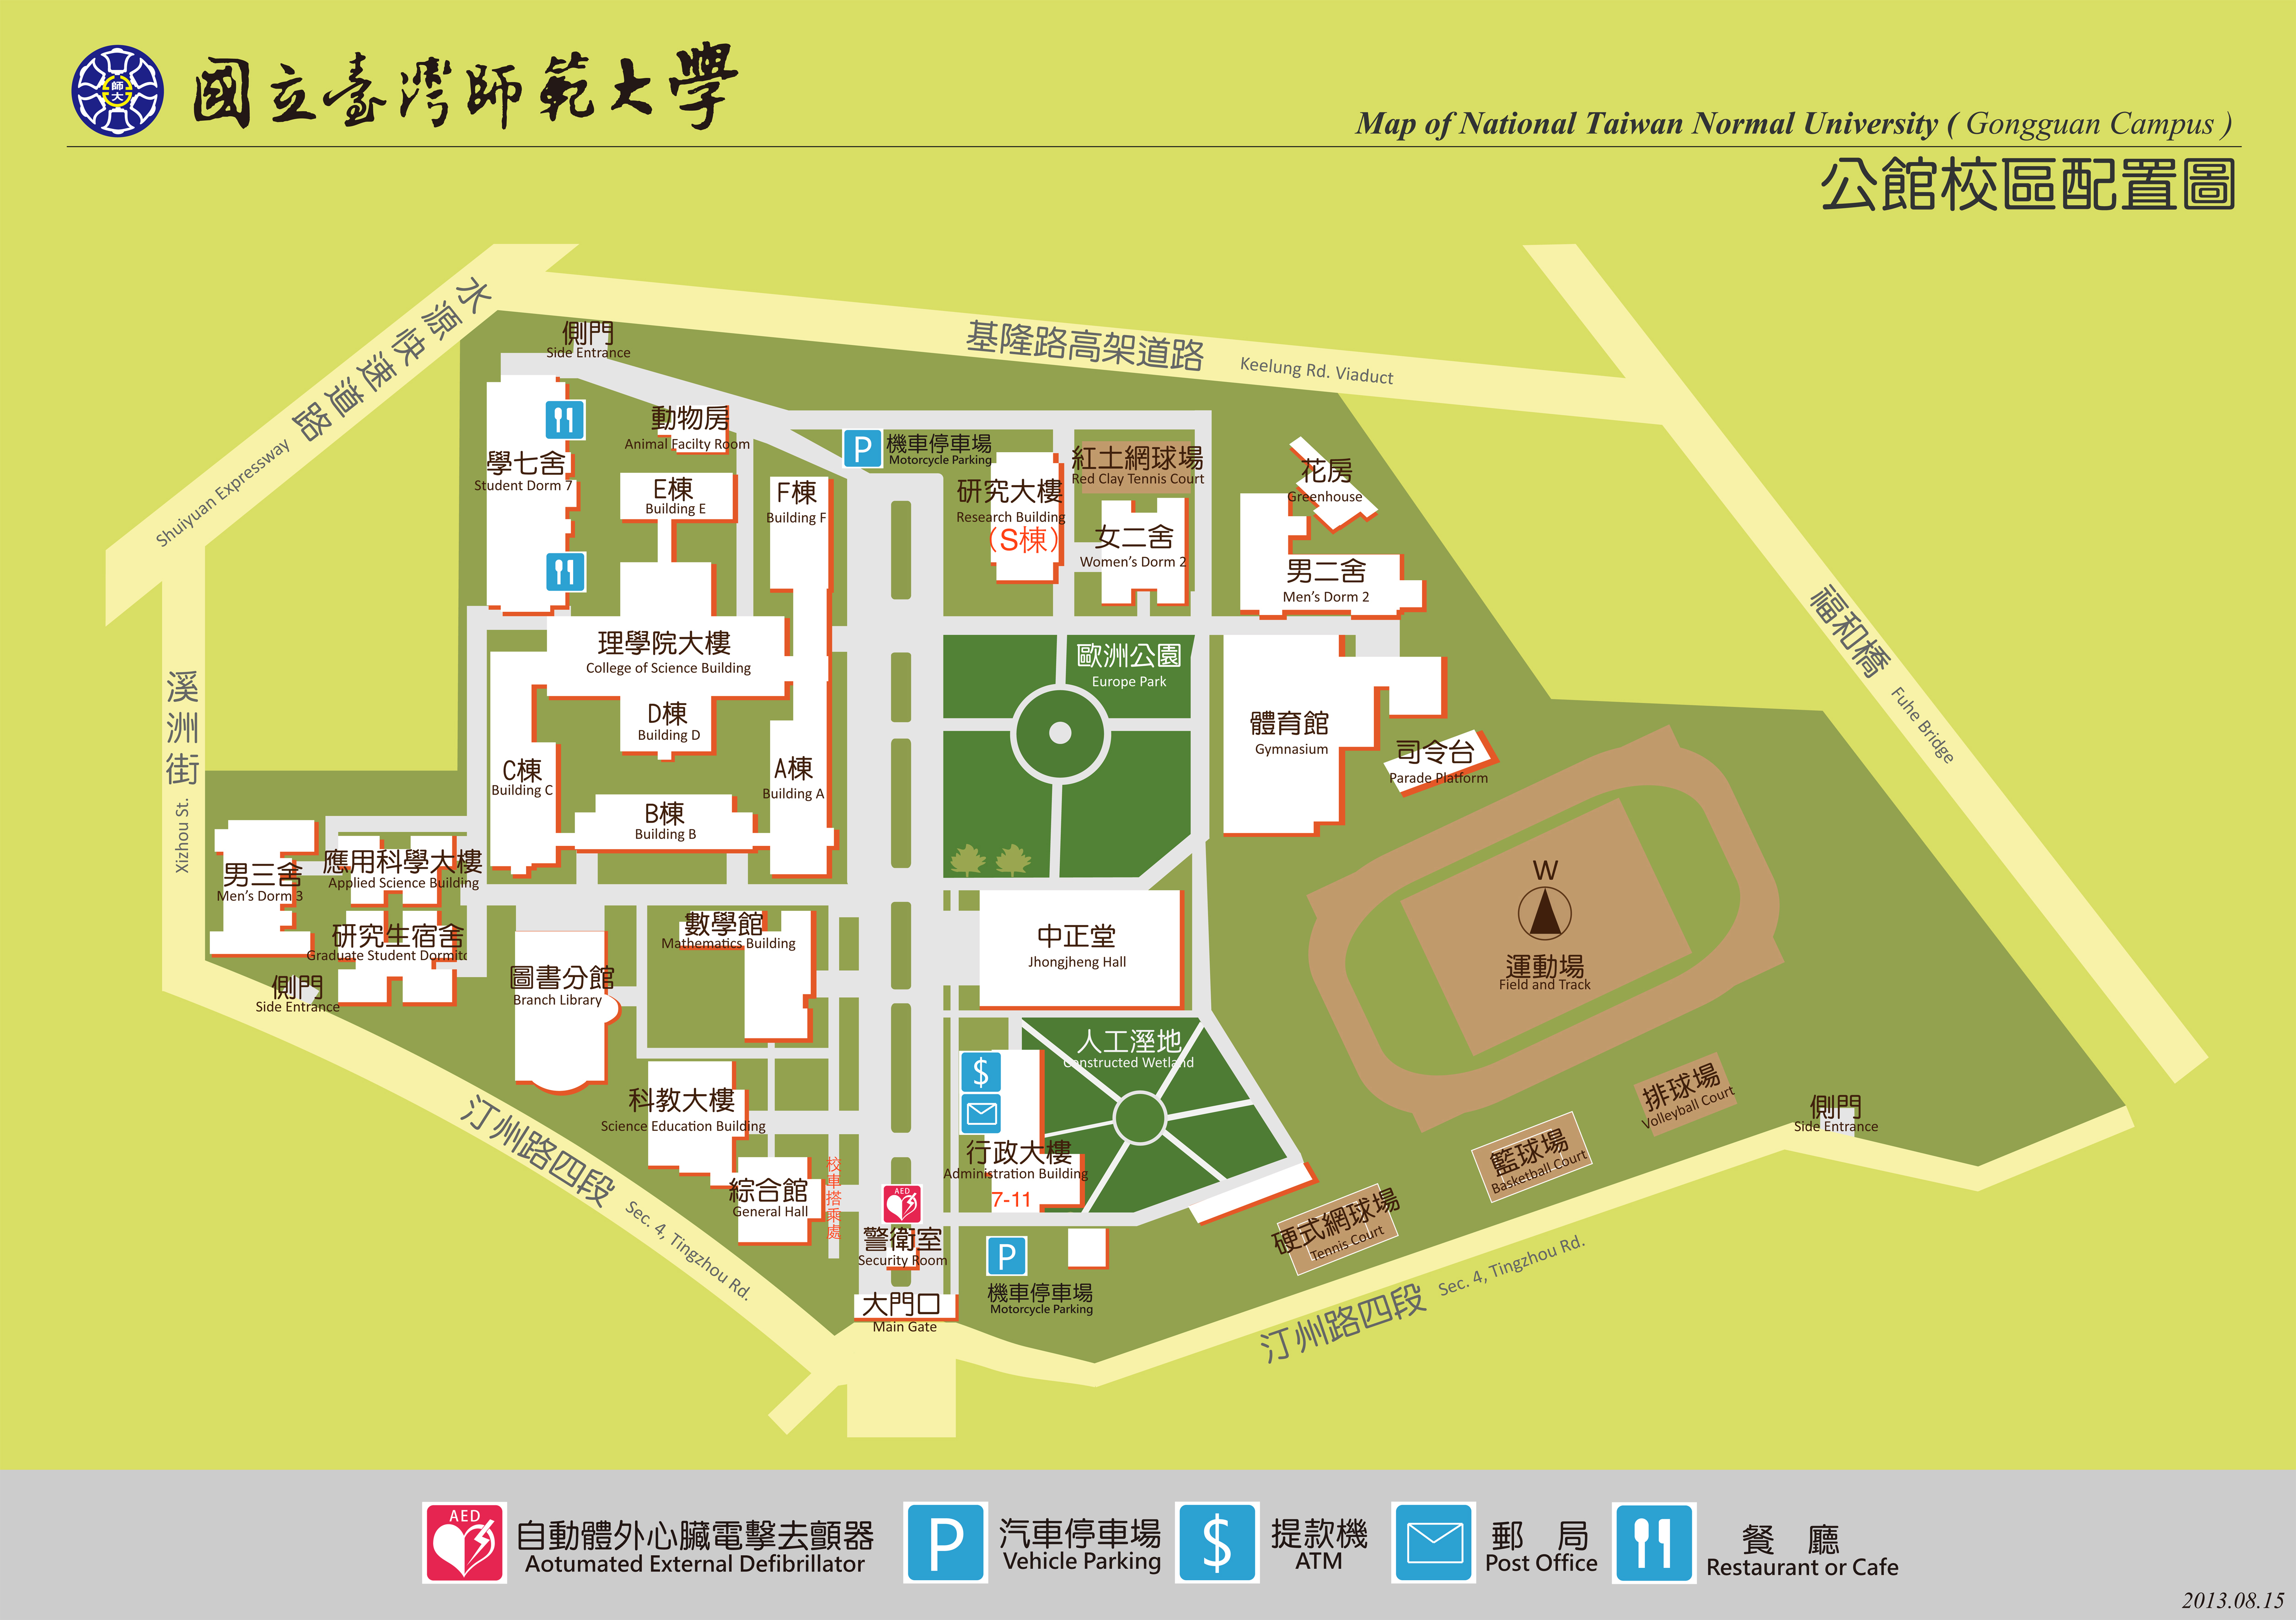 師大
國立臺灣師範大學
Map of National Taiwan Normal University ( Gongguan Campus )
公館校區配置圖
水源快速道路
Shuiyuan Expressway
基隆路高架道路
Keelung Rd. Viaduct
福和橋
Fuhe Bridge
溪洲街
Xizhou St.
側門
Side Entrance
動物房
Animal Facilty Room
P
機車停車場
Motorcycle Parking
學七舍
Student Dorm 7
E棟
Building E
F棟
Building F
研究大樓
Research Building
（S棟）
紅土網球場
Red Clay Tennis Court
女二舍
Women's Dorm 2
花房
Greenhouse
男二舍
Men's Dorm 2
理學院大樓
College of Science Building
歐洲公園
Europe Park
D棟
Building D
體育館
Gymnasium
司令台
Parade Platform
C棟
Building C
A棟
Building A
B棟
Building B
男三舍
Men's Dorm 3
應用科學大樓
Applied Science Building
研究生宿舍
Graduate Student Dormito
側門
Side Entrance
數學館
Mathematics Building
圖書分館
Branch Library
中正堂
Jhongjheng Hall
W
運動場
Field and Track
人工溼地
Constructed Wetland
$
科教大樓
Science Education Building
行政大樓
Administration Building
7-11
綜合館
General Hall
校車搭乘處
AED
警衛室
Security Room
P
機車停車場
Motorcycle Parking
大門口
Main Gate
硬式網球場
Tennis Court
籃球場
Basketball Court
排球場
Volleyball Court
側門
Side Entrance
汀州路四段
Sec. 4, Tingzhou Rd.
汀州路四段
Sec. 4, Tingzhou Rd.
AED
自動體外心臟電擊去顫器
Aotumated External Defibrillator
P
汽車停車場
Vehicle Parking
$
提款機
ATM
郵 局
Post Office
餐 廳
Restaurant or Cafe
2013.08.15